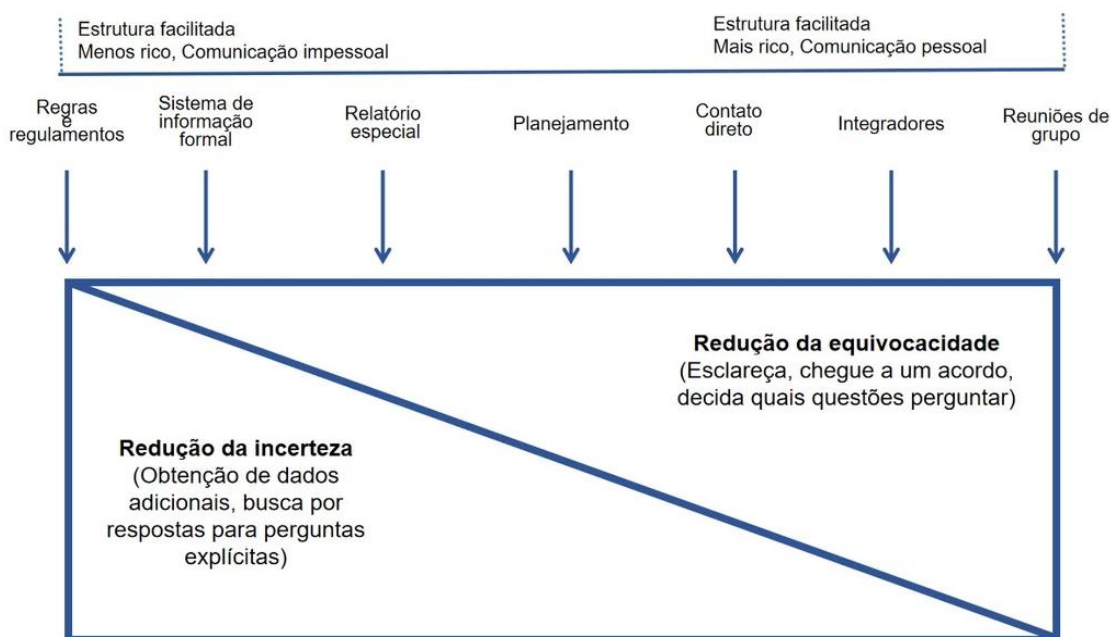 Estrutura facilitada
Menos rico, Comunicação impessoal
Estrutura facilitada
Mais rico, Comunicação pessoal
Regras
e
regulamentos
Sistema de
informação
formal
Relatório
especial
Planejamento
Contato
direto
Integradores
Reuniões de
grupo
Redução da equivocacidade
(Esclareça, chegue a um acordo,
decida quais questões perguntar)
Redução da incerteza
(Obtenção de dados
adicionais, busca por
respostas para perguntas
explícitas)